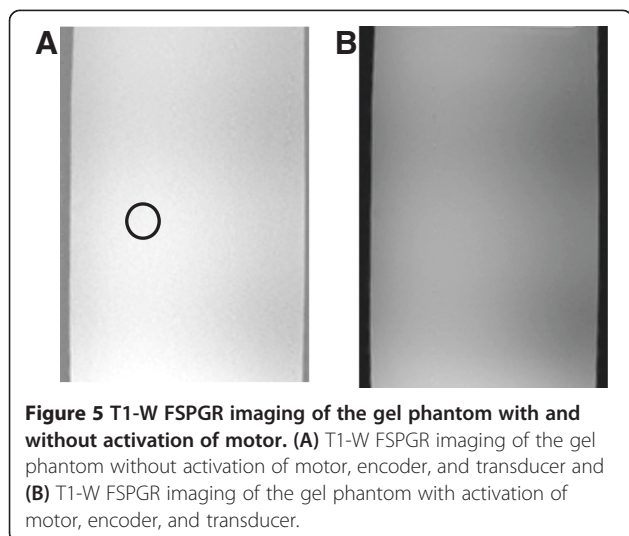 A B
Figure 5 T1-W FSPGR imaging of the gel phantom with and
without activation of motor. (A) T1-W FSPGR imaging of the gel
phantom without activation of motor, encoder, and transducer and
(B) T1-W FSPGR imaging of the gel phantom with activation of
motor, encoder, and transducer.